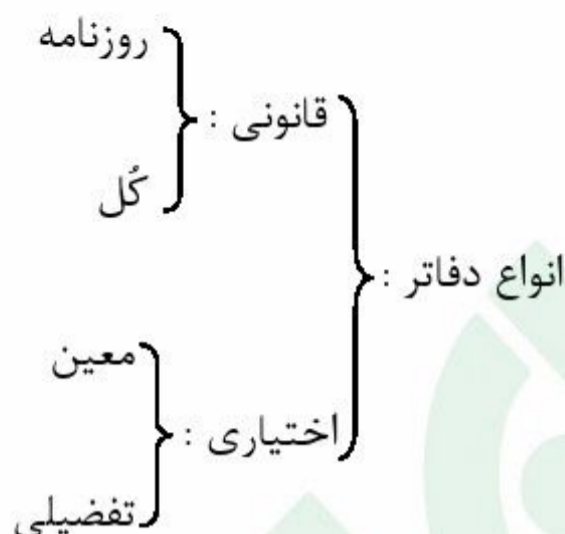 روزنامه
قانونی :
کُل
انواع دفاتر :
معین
اختیاری :
تفضیلی